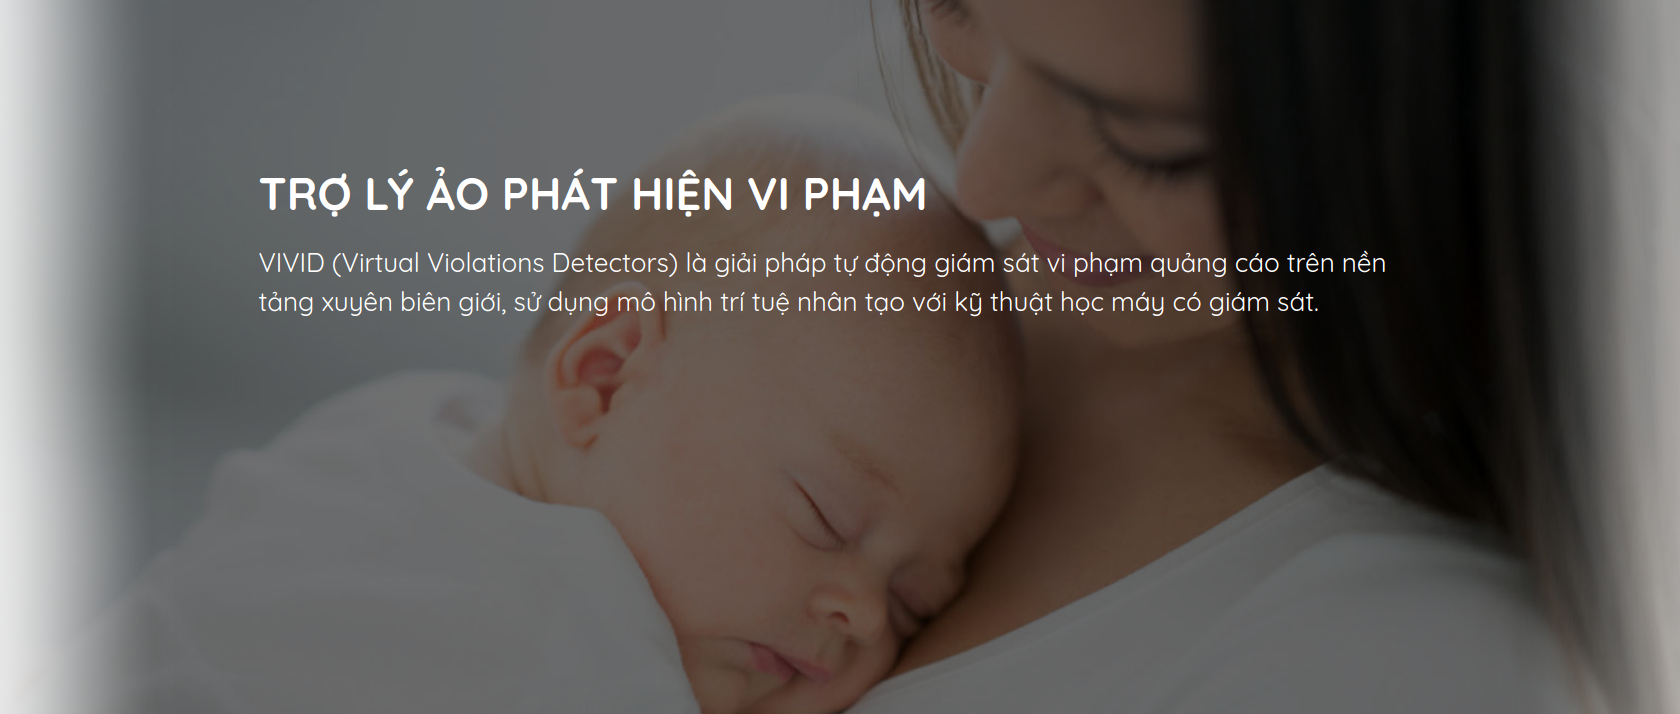 TRỢ LÝ ẢO PHÁT HIỆN VI PHẠM
VIVID (Virtual Violations Detectors) là giải pháp tự động giám sát vi phạm quảng cáo trên nền
tảng xuyên biên giới, sử dụng mô hình trí tuệ nhân tạo với kỹ thuật học máy có giám sát.